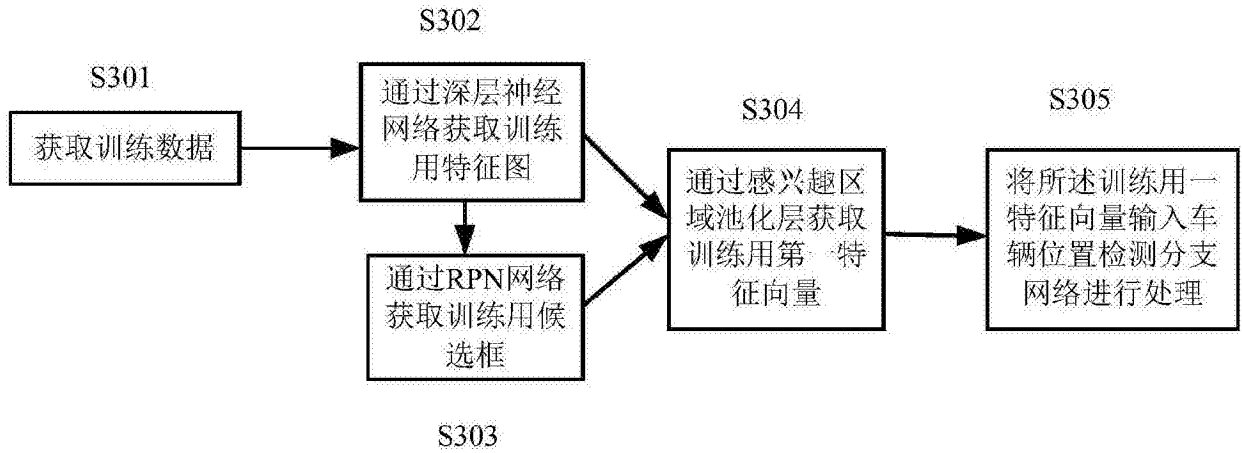 S301
获取训练数据
S302
通过深层神经
网络获取训练
用特征图
通过RPN网络
获取训练用候
选框
S303
S304
通过感兴趣区
域池化层获取
训练用第一特
征向量
S305
将所述训练用一
特征向量输入车
辆位置检测分支
网络进行处理